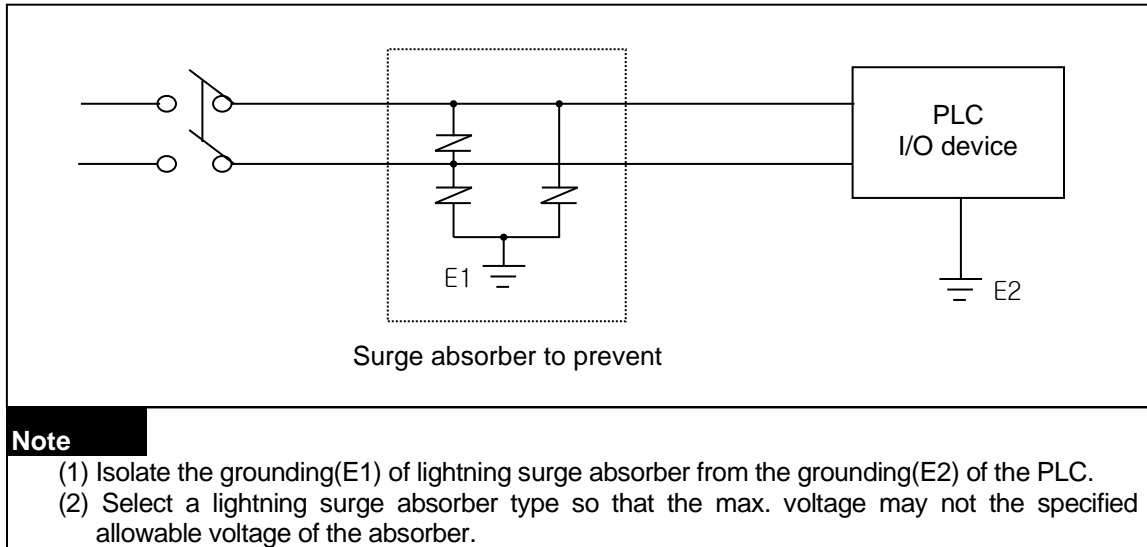 PLC
I/O device
E1
E2
Surge absorber to prevent
Note
(1) Isolate the grounding(E1) of lightning surge absorber from the grounding(E2) of the PLC.
(2) Select a lightning surge absorber type so that the max. voltage may not the specified
allowable voltage of the absorber.